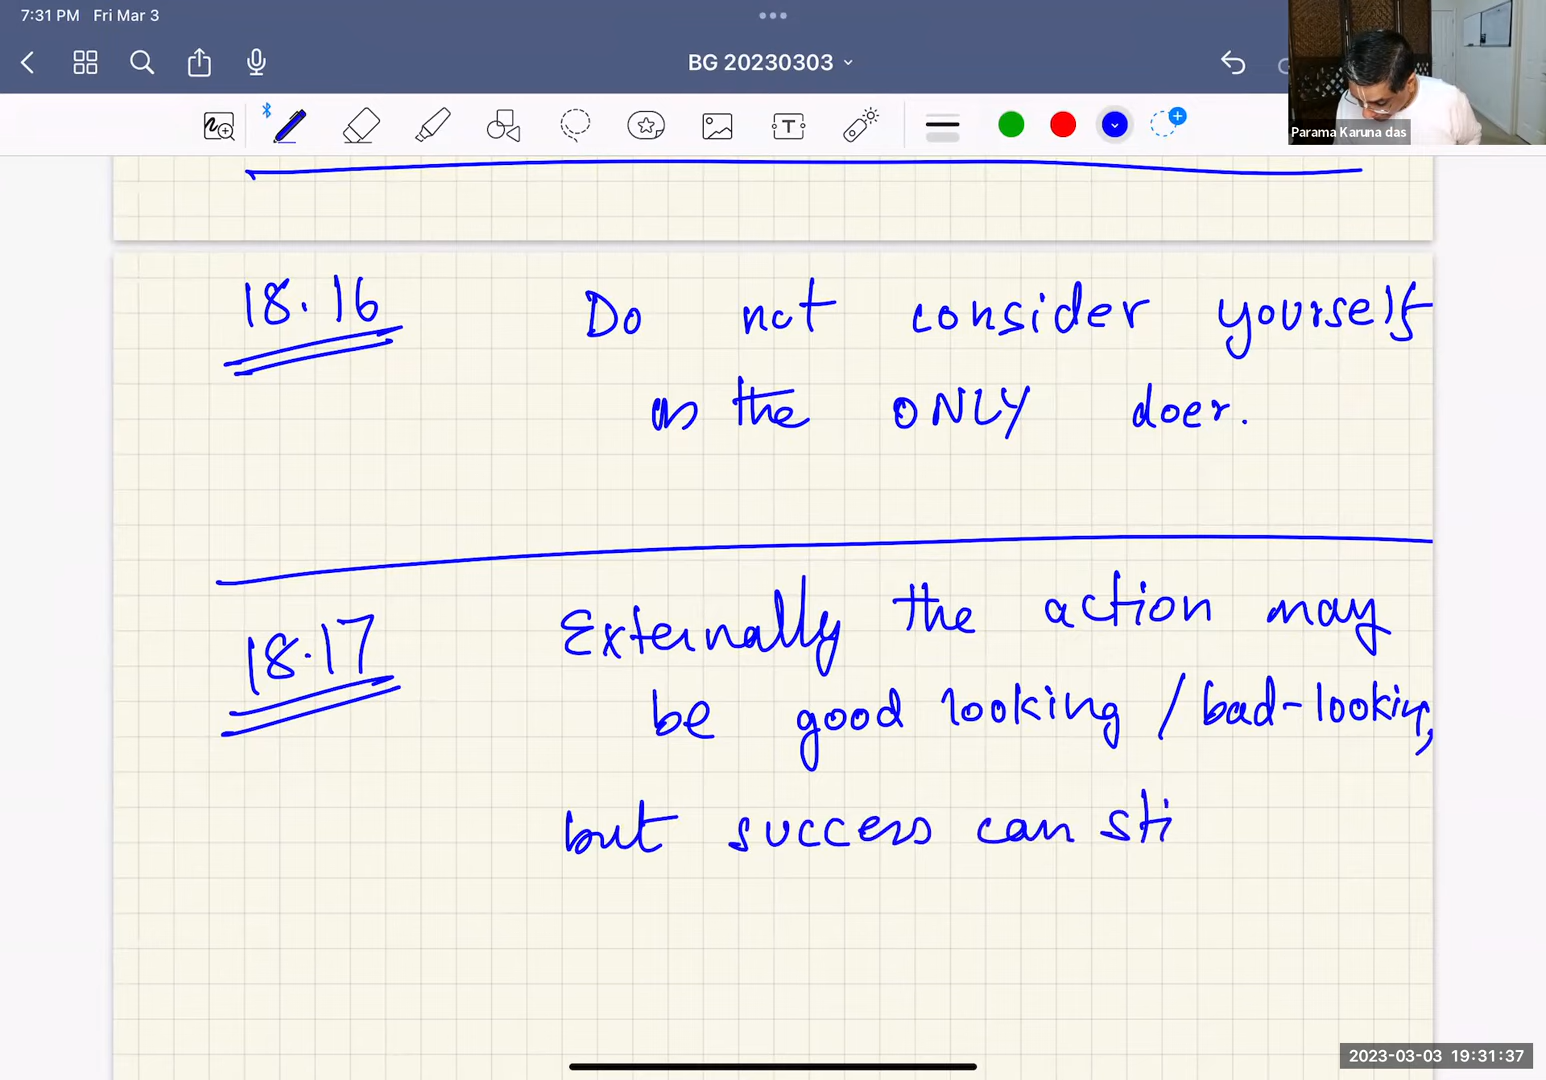 7:31 PM Fri Mar 3
BG 20230303
T
Parama Karuna das
18.16 Do not consider yourself
as the ONLY doer.
18.17 Externally the action may
be good looking / bad-looking,
but success can sti
2023-03-03 19:31:37